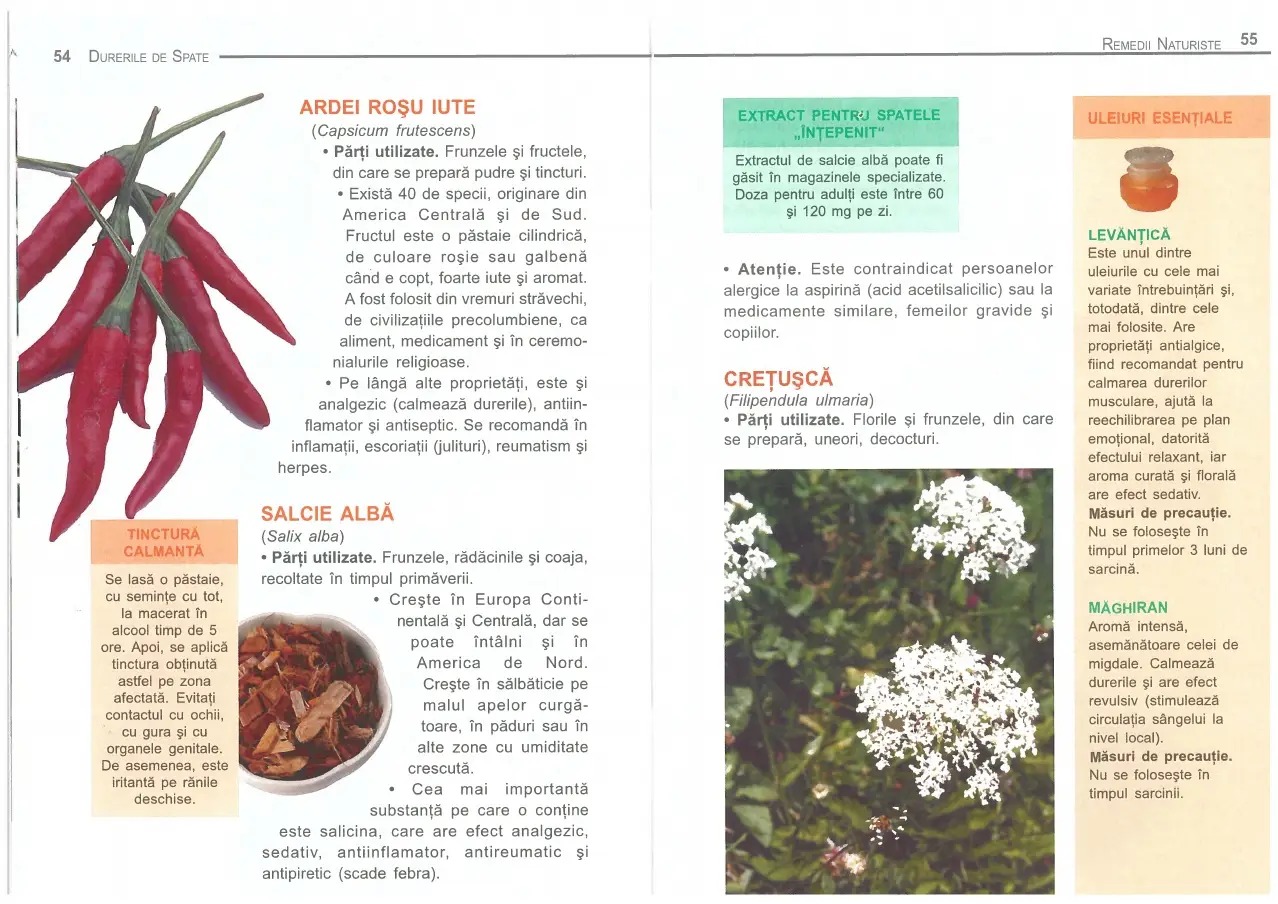 54 DURERILE DE SPATE
ARDEI ROŞU IUTE
(Capsicum frutescens)
• Părţi utilizate. Frunzele şi fructele,
din care se prepară pudre şi tincturi.
• Există 40 de specii, originare din
America Centrală şi de Sud.
Fructul este o păstaie cilindrică,
de culoare roşie sau galbenă
când e copt, foarte iute şi aromat.
A fost folosit din vremuri străvechi,
de civilizaţiile precolumbiene, ca
aliment, medicament şi în ceremo-
nialurile religioase.
• Pe lângă alte proprietăţi, este şi
analgezic (calmează durerile), antiin-
flamator şi antiseptic. Se recomandă în
inflamaţii, escoriaţii (julituri), reumatism şi
herpes.
TINCTURĂ
CALMANTĂ
Se lasă o păstaie,
cu seminţe cu tot,
la macerat în
alcool timp de 5
ore. Apoi, se aplică
tinctura obţinută
astfel pe zona
afectată. Evitaţi
contactul cu ochii,
cu gura şi cu
organele genitale.
De asemenea, este
iritantă pe rănile
deschise.
SALCIE ALBĂ
(Salix alba)
• Părţi utilizate. Frunzele, rădăcinile şi coaja,
recoltate în timpul primăverii.
• Creşte în Europa Conti-
nentală şi Centrală, dar se
poate întâlni şi în
America de Nord.
Creşte în sălbăticie pe
malul apelor curgă-
toare, în păduri sau în
alte zone cu umiditate
crescută.
• Cea mai importantă
substanţă pe care o conţine
este salicina, care are efect analgezic,
sedativ, antiinflamator, antireumatic şi
antipiretic (scade febra).
REMEDII NATURISTE 55
EXTRACT PENTRU SPATELE
„ÎNŢEPENIT“
Extractul de salcie albă poate fi
găsit în magazinele specializate.
Doza pentru adulţi este între 60
şi 120 mg pe zi.
• Atenţie. Este contraindicat persoanelor
alergice la aspirină (acid acetilsalicilic) sau la
medicamente similare, femeilor gravide şi
copiilor.
CREŢUŞCĂ
(Filipendula ulmaria)
• Părţi utilizate. Florile şi frunzele, din care
se prepară, uneori, decocturi.
ULEIURI ESENŢIALE
LEVĂNŢICĂ
Este unul dintre
uleiurile cu cele mai
variate întrebuinţări şi,
totodată, dintre cele
mai folosite. Are
proprietăţi antialgice,
fiind recomandat pentru
calmarea durerilor
musculare, ajută la
reechilibrarea pe plan
emoţional, datorită
efectului relaxant, iar
aroma curată şi florală
are efect sedativ.
Măsuri de precauţie.
Nu se foloseşte în
timpul primelor 3 luni de
sarcină.
MĂGHIRAN
Aromă intensă,
asemănătoare celei de
migdale. Calmează
durerile şi are efect
revulsiv (stimulează
circulaţia sângelui la
nivel local).
Măsuri de precauţie.
Nu se foloseşte în
timpul sarcinii.